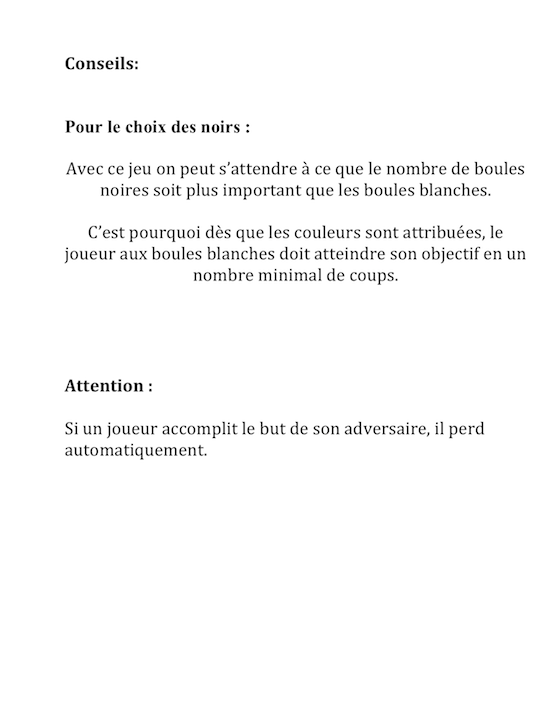 Conseils:
Pour le choix des noirs :
Avec ce jeu on peut s’attendre à ce que le nombre de boules
noires soit plus important que les boules blanches.
C’est pourquoi dès que les couleurs sont attribuées, le
joueur aux boules blanches doit atteindre son objectif en un
nombre minimal de coups.
Attention :
Si un joueur accomplit le but de son adversaire, il perd
automatiquement.